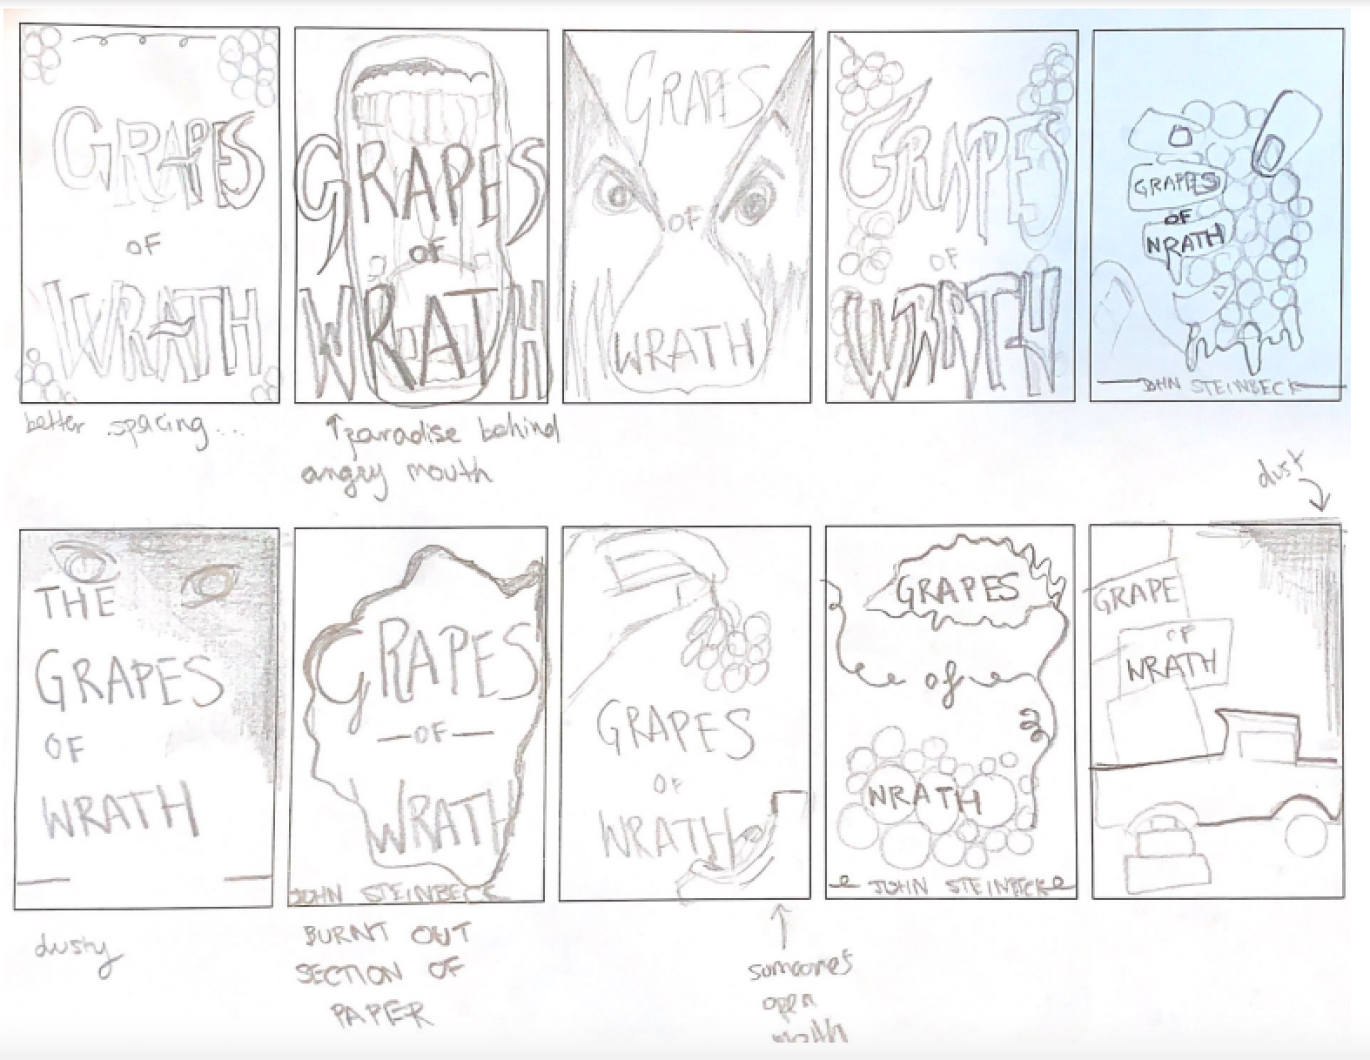 GRAPES
OF
WRATH
better spacing...
GRAPES
OF
WRATH
↑paradise behind
angry mouth
GRAPES
OF
WRATH
GRAPES
OF
WRATH
GRAPES
OF
WRATH
JOHN STEINBECK
THE
GRAPES
OF
WRATH
dusty
GRAPES
—OF—
WRATH
JOHN STEINBECK
BURNT OUT
SECTION OF
PAPER
GRAPES
OF
WRATH
↑
someones
open
GRAPES
of
WRATH
JOHN STEINBECK
dust
GRAPE
OF
WRATH